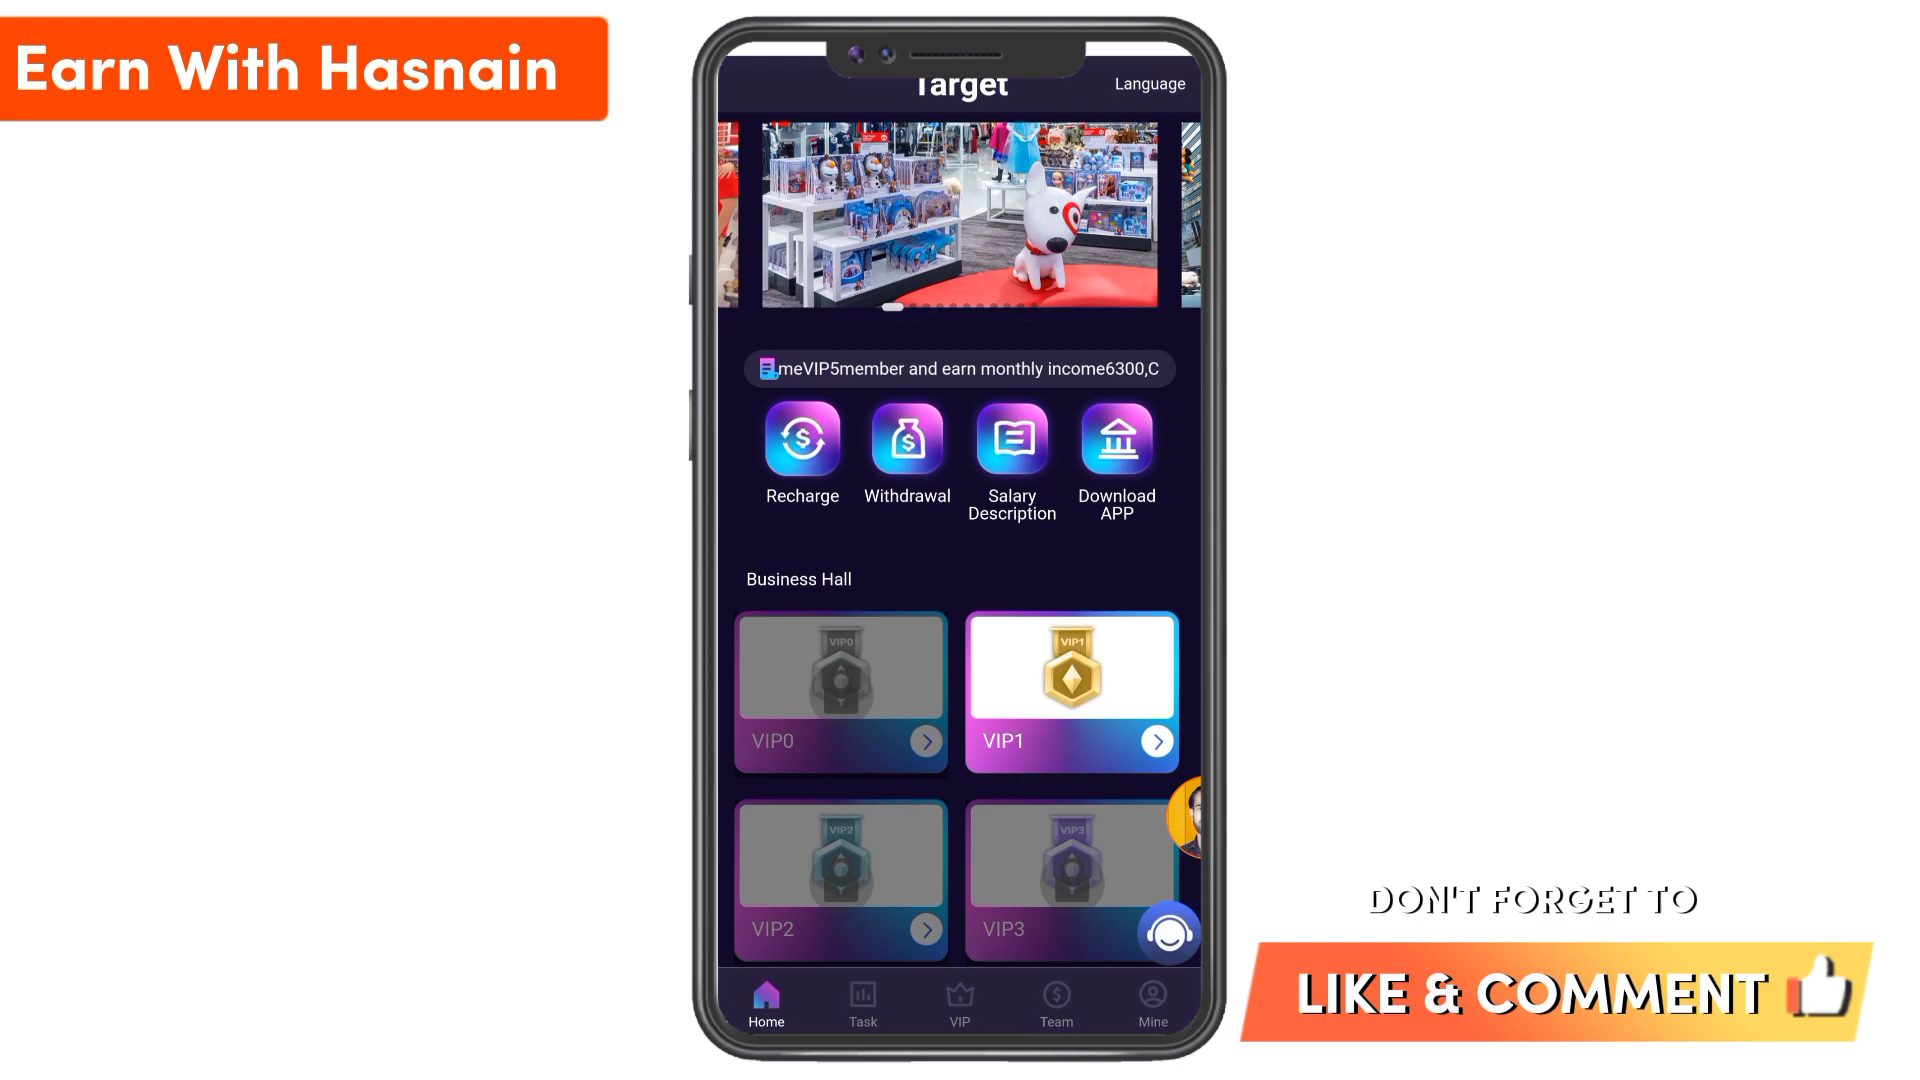 Earn With Hasnain
Target
Language
meVIP5member and earn monthly income6300,C
Recharge
Withdrawal
Salary
Description
Download
APP
Business Hall
VIP0
VIP0
VIP1
VIP1
VIP2
VIP2
VIP3
VIP3
Home
Task
VIP
Team
Mine
DON'T FORGET TO
LIKE & COMMENT